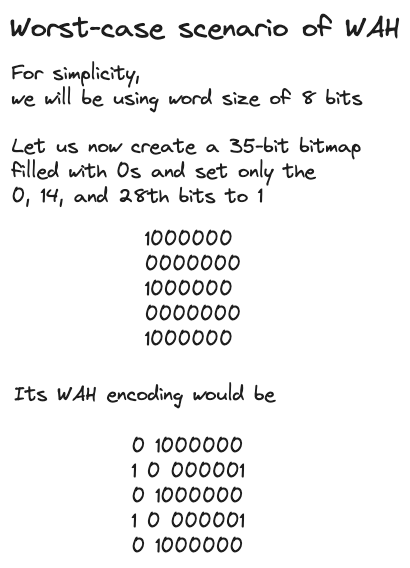 Worst-case scenario of WAH
For simplicity,
we will be using word size of 8 bits
Let us now create a 35-bit bitmap
filled with 0s and set only the
0, 14, and 28th bits to 1
1000000
0000000
1000000
0000000
1000000
Its WAH encoding would be
0 1000000
1 0 000001
0 1000000
1 0 000001
0 1000000